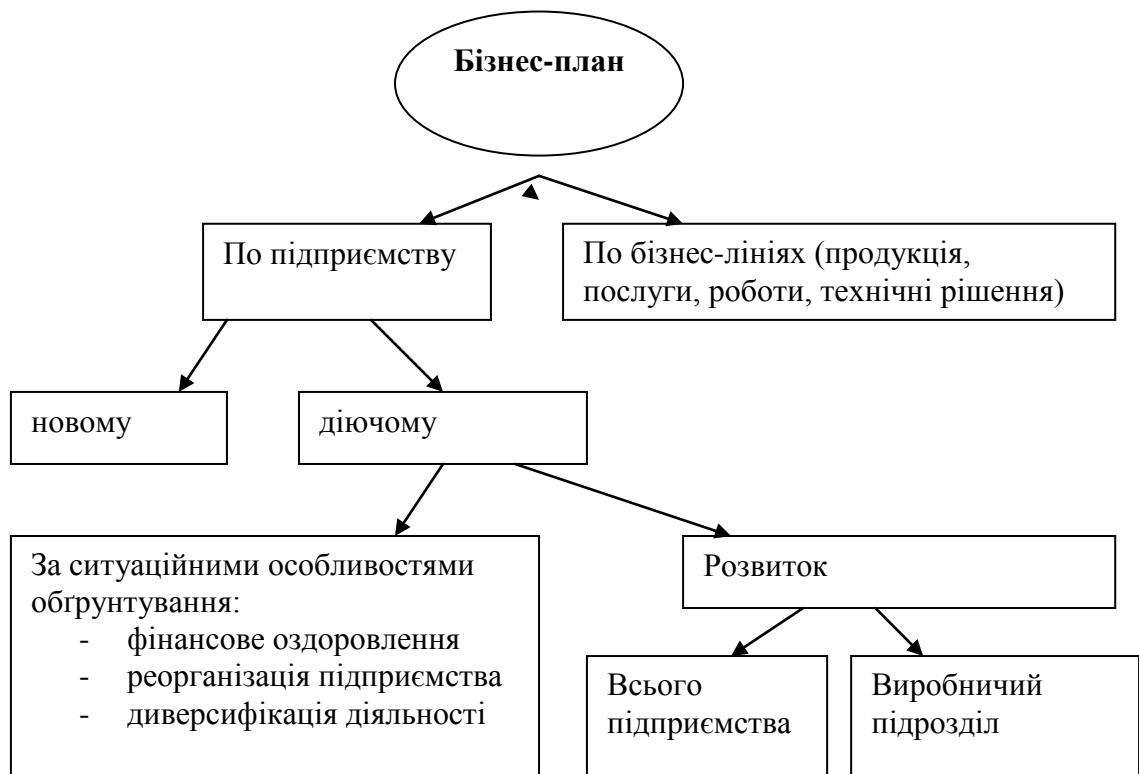 Бізнес-план
По підприємству
По бізнес-лініях (продукція,
послуги, роботи, технічні рішення)
новому
діючому
За ситуаційними особливостями
обґрунтування:
- фінансове оздоровлення
- реорганізація підприємства
- диверсифікація діяльності
Розвиток
Всього
підприємства
Виробничий
підрозділ